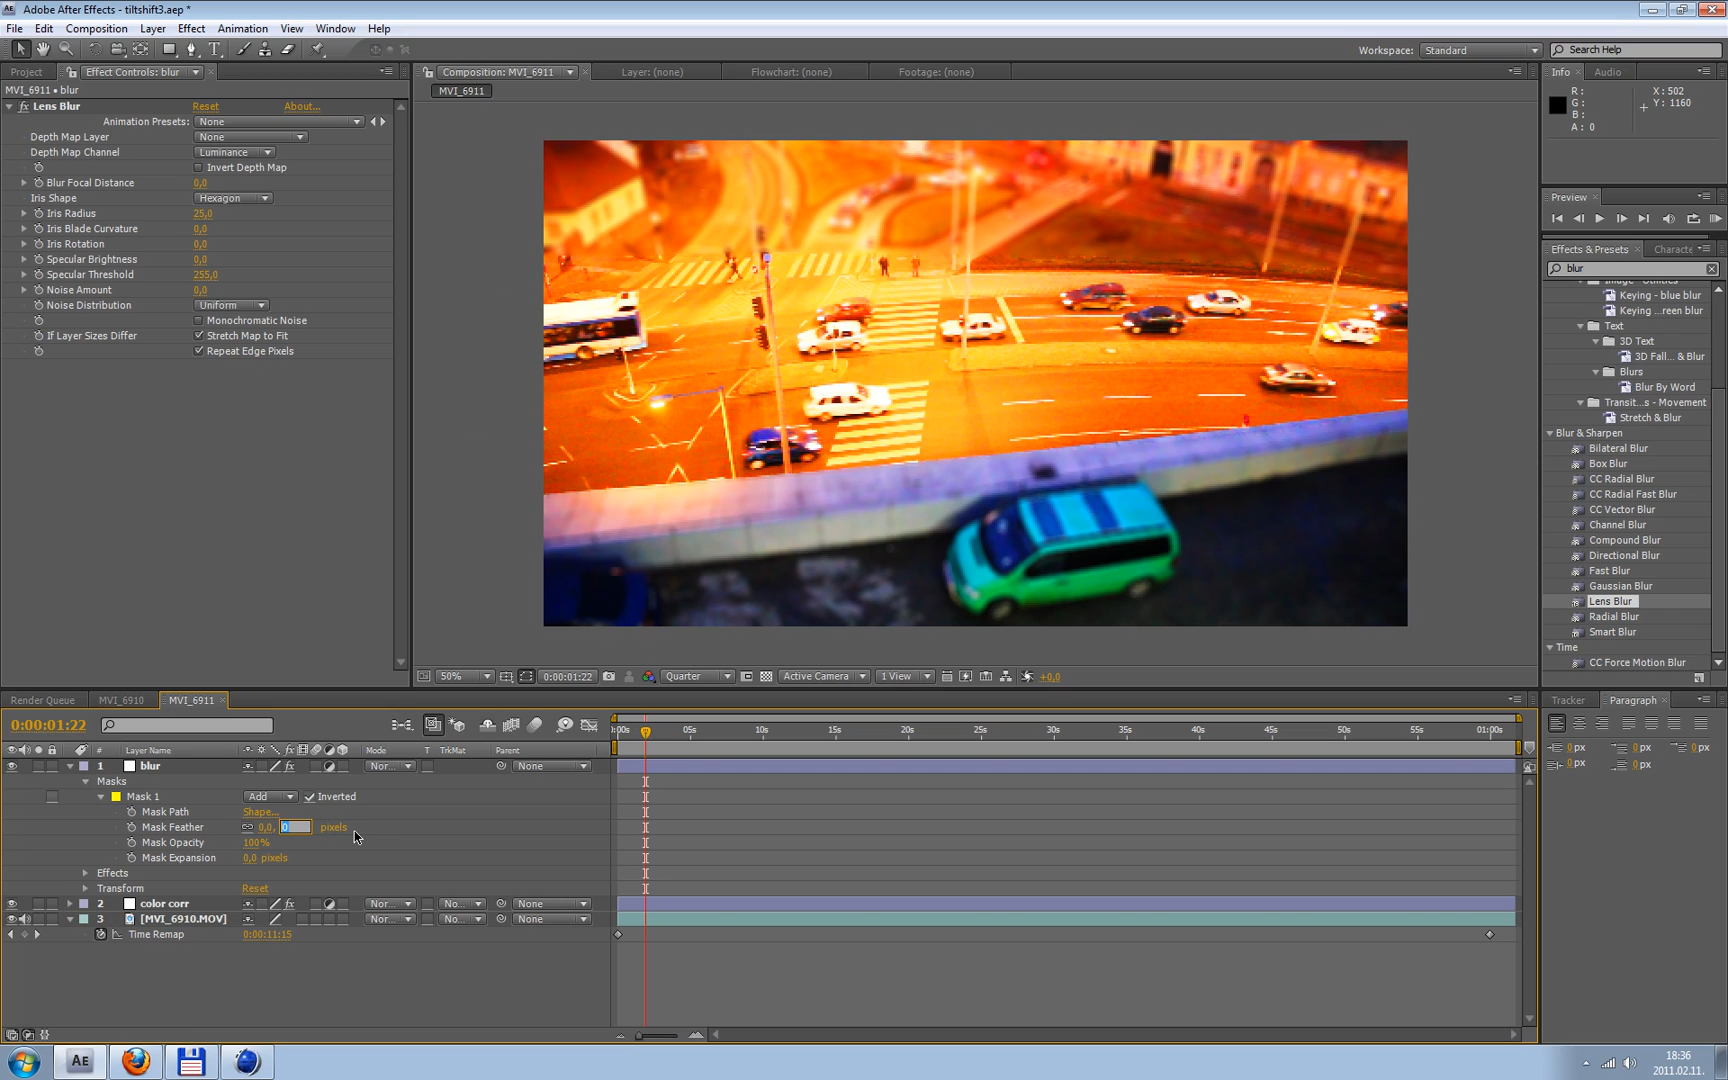 Adobe After Effects - tiltshift3.aep *
File Edit Composition Layer Effect Animation View Window Help
Workspace: Standard Search Help
Project Effect Controls: blur Composition: MVI_6911 Layer: (none) Flowchart: (none) Footage: (none) Info Audio
MVI_6911 • blur
MVI_6911
R: X: 502
G: Y: 1160
B:
A: 0
Lens Blur Reset About...
Animation Presets: None
Depth Map Layer None
Depth Map Channel Luminance
Invert Depth Map
Blur Focal Distance 0,0
Iris Shape Hexagon
Iris Radius 25,0
Iris Blade Curvature 0,0
Iris Rotation 0,0
Specular Brightness 0,0
Specular Threshold 255,0
Noise Amount 0,0
Noise Distribution Uniform
Monochromatic Noise
If Layer Sizes Differ Stretch Map to Fit
Repeat Edge Pixels
Preview
Effects & Presets Characte
blur
Image - Utilities
Keying - blue blur
Keying ...reen blur
Text
3D Text
3D Fall... & Blur
Blurs
Blur By Word
Transit...s - Movement
Stretch & Blur
Blur & Sharpen
Bilateral Blur
Box Blur
CC Radial Blur
CC Radial Fast Blur
CC Vector Blur
Channel Blur
Compound Blur
Directional Blur
Fast Blur
Gaussian Blur
Lens Blur
Radial Blur
Smart Blur
Time
CC Force Motion Blur
50% 0:00:01:22 Quarter Active Camera 1 View +0,0
Render Queue MVI_6910 MVI_6911
Tracker Paragraph
0:00:01:22
0:00s 05s 10s 15s 20s 25s 30s 35s 40s 45s 50s 55s 01:00s
# Layer Name Mode T TrkMat Parent
1 blur Nor... None
Masks
Mask 1 Add Inverted
Mask Path Shape...
Mask Feather 0,0, 0 pixels
Mask Opacity 100%
Mask Expansion 0,0 pixels
Effects
Transform Reset
2 color corr Nor... No... None
3 [MVI_6910.MOV] Nor... No... None
Time Remap 0:00:11:15
0 px 0 px 0 px
0 px 0 px
AE
18:36
2011.02.11.